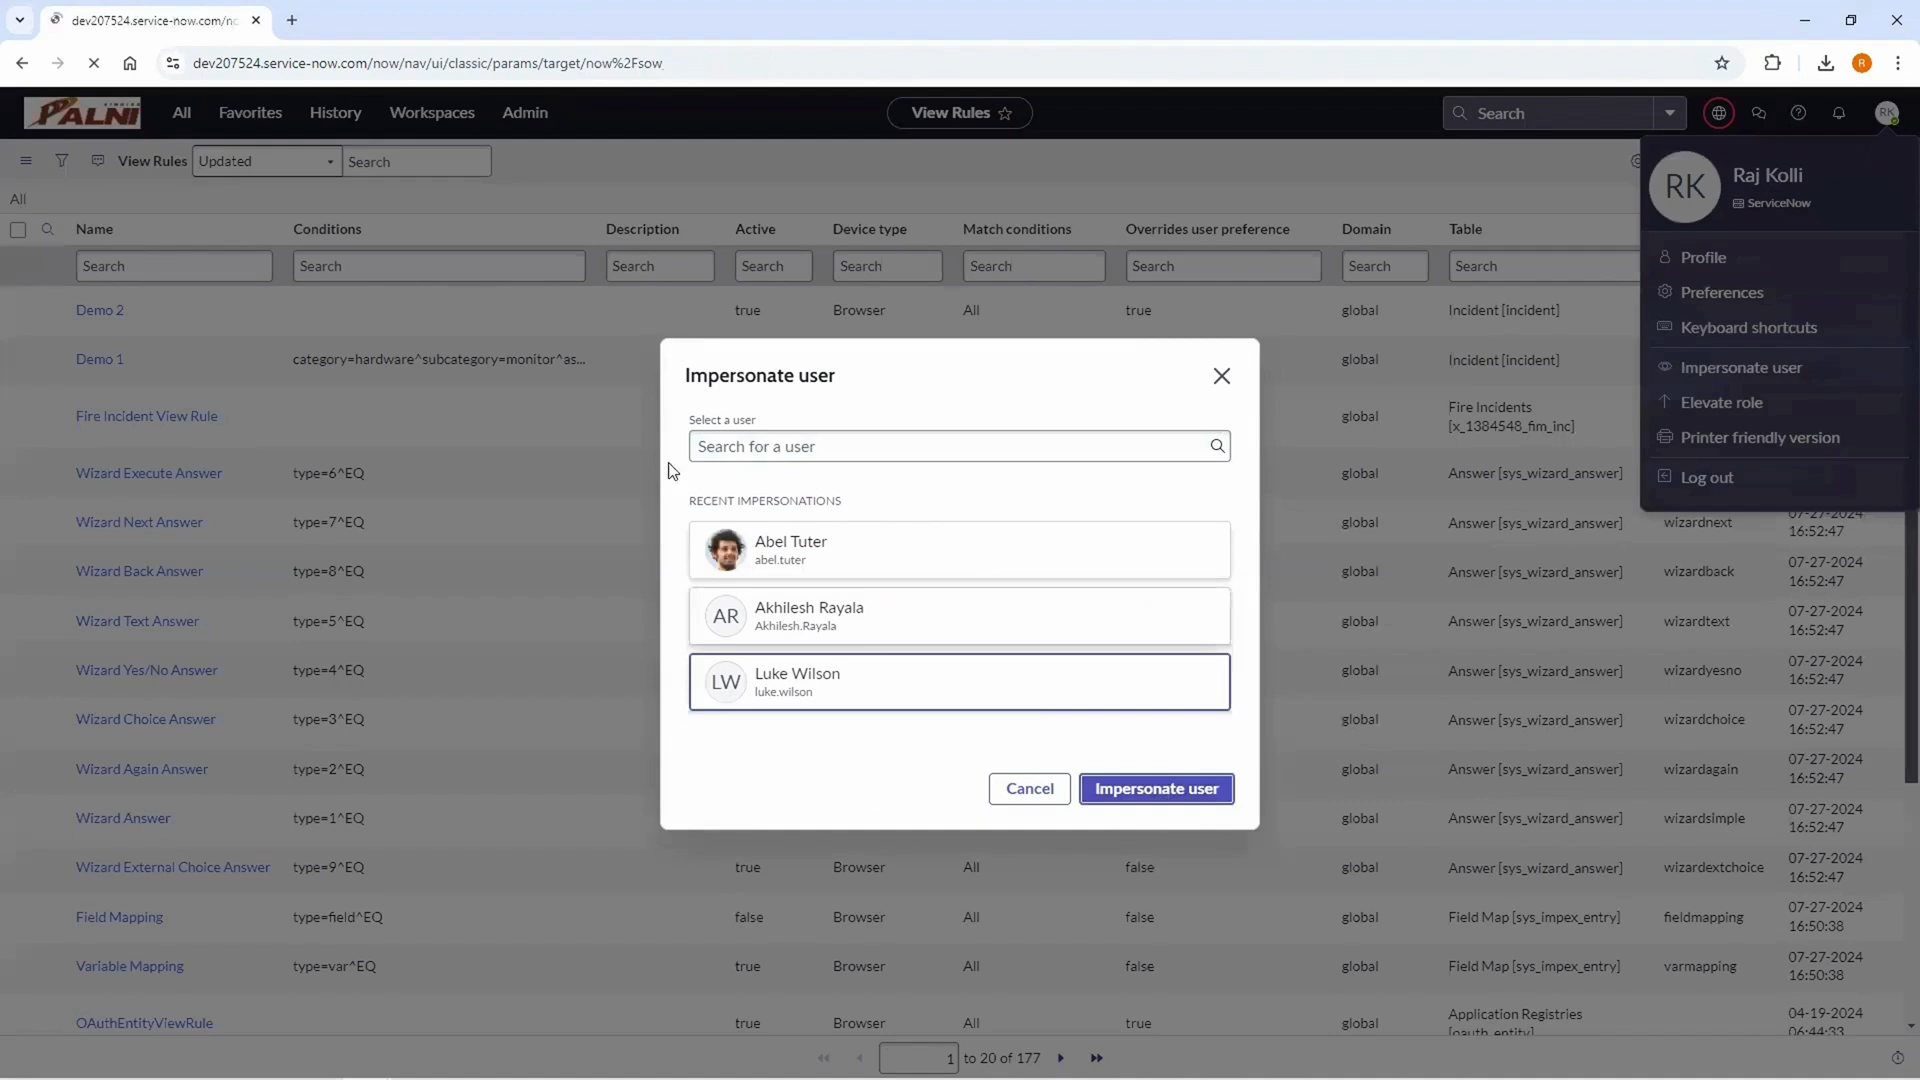 dev207524.service-now.com/nc
dev207524.service-now.com/now/nav/ui/classic/params/target/now%2Fsow
R
PALNI
All
Favorites
History
Workspaces
Admin
View Rules
Search
RK
View Rules
Updated
Search
All
Raj Kolli
ServiceNow
RK
Profile
Preferences
Keyboard shortcuts
Impersonate user
Elevate role
Printer friendly version
Log out
Name Conditions Description Active Device type Match conditions Overrides user preference Domain Table
Search Search Search Search Search Search Search Search Search
Demo 2 true Browser All true global Incident [incident]
Demo 1 category=hardware^subcategory=monitor^as... global Incident [incident]
Fire Incident View Rule global Fire Incidents
[x_1384548_fim_inc]
Wizard Execute Answer type=6^EQ global Answer [sys_wizard_answer]
Wizard Next Answer type=7^EQ global Answer [sys_wizard_answer] wizardnext 07-27-2024
16:52:47
Wizard Back Answer type=8^EQ global Answer [sys_wizard_answer] wizardback 07-27-2024
16:52:47
Wizard Text Answer type=5^EQ global Answer [sys_wizard_answer] wizardtext 07-27-2024
16:52:47
Wizard Yes/No Answer type=4^EQ global Answer [sys_wizard_answer] wizardyesno 07-27-2024
16:52:47
Wizard Choice Answer type=3^EQ global Answer [sys_wizard_answer] wizardchoice 07-27-2024
16:52:47
Wizard Again Answer type=2^EQ global Answer [sys_wizard_answer] wizardagain 07-27-2024
16:52:47
Wizard Answer type=1^EQ global Answer [sys_wizard_answer] wizardsimple 07-27-2024
16:52:47
Wizard External Choice Answer type=9^EQ true Browser All false global Answer [sys_wizard_answer] wizardextchoice 07-27-2024
16:52:47
Field Mapping type=field^EQ false Browser All false global Field Map [sys_impex_entry] fieldmapping 07-27-2024
16:50:38
Variable Mapping type=var^EQ true Browser All false global Field Map [sys_impex_entry] varmapping 07-27-2024
16:50:38
OAuthEntityViewRule true Browser All true global Application Registries 04-19-2024
[oauth_entity] 06:44:33
Impersonate user
Select a user
Search for a user
RECENT IMPERSONATIONS
Abel Tuter
abel.tuter
AR
Akhilesh Rayala
Akhilesh.Rayala
LW
Luke Wilson
luke.wilson
Cancel
Impersonate user
1 to 20 of 177